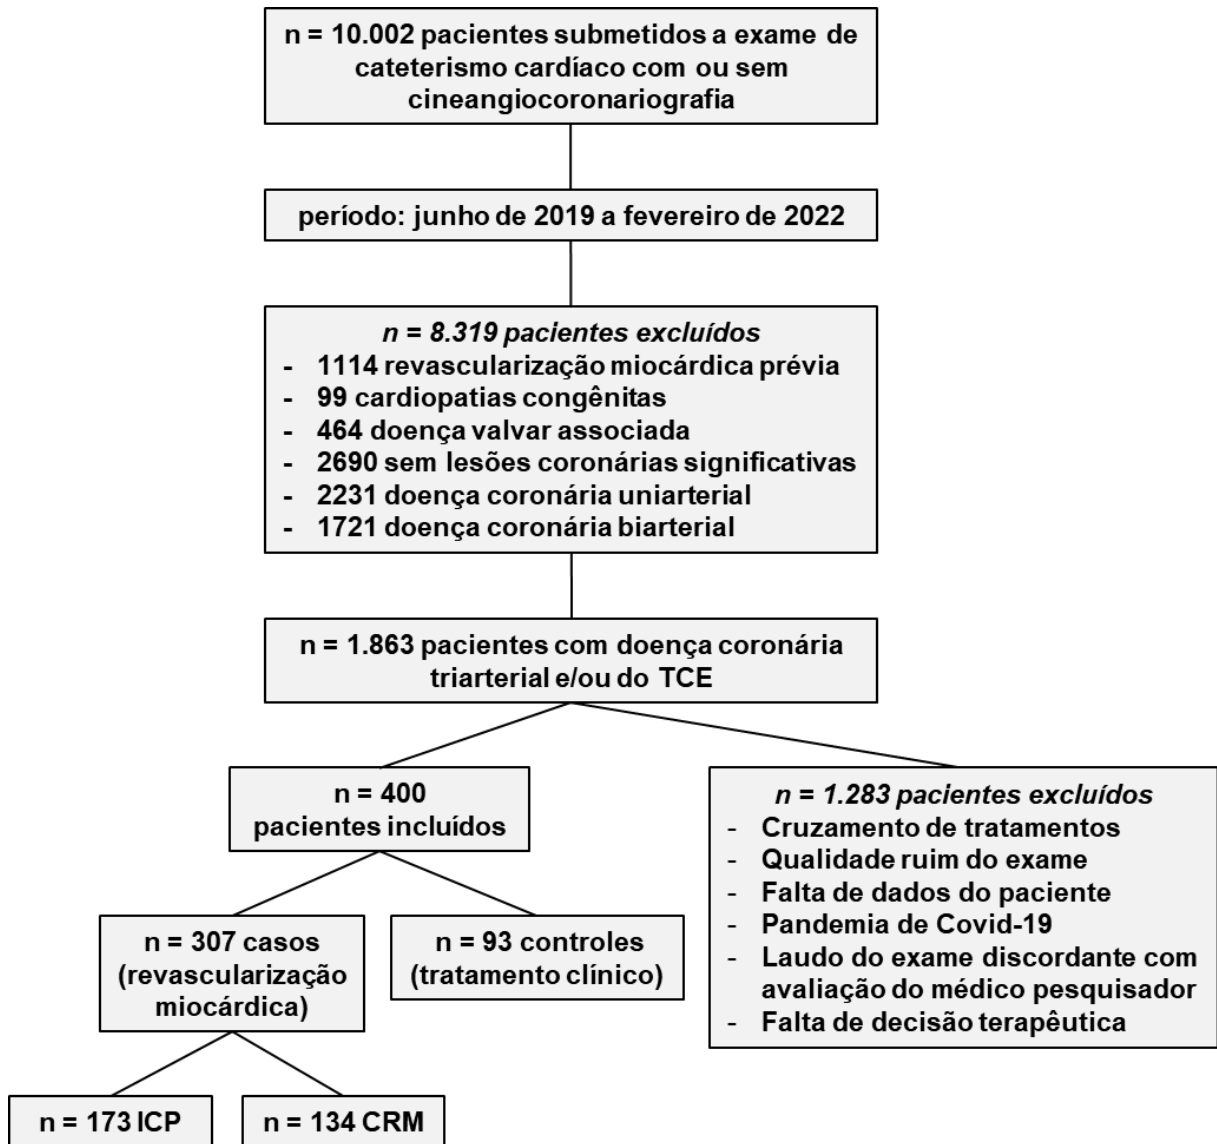 n = 10.002 pacientes submetidos a exame de
cateterismo cardíaco com ou sem
cineangiocoronariografia
período: junho de 2019 a fevereiro de 2022
n = 8.319 pacientes excluídos
- 1114 revascularização miocárdica prévia
- 99 cardiopatias congênitas
- 464 doença valvar associada
- 2690 sem lesões coronárias significativas
- 2231 doença coronária uniarterial
- 1721 doença coronária biarterial
n = 1.863 pacientes com doença coronária
triarterial e/ou do TCE
n = 400
pacientes incluídos
n = 1.283 pacientes excluídos
- Cruzamento de tratamentos
- Qualidade ruim do exame
- Falta de dados do paciente
- Pandemia de Covid-19
- Laudo do exame discordante com
avaliação do médico pesquisador
- Falta de decisão terapêutica
n = 307 casos
(revascularização
miocárdica)
n = 93 controles
(tratamento clínico)
n = 173 ICP
n = 134 CRM